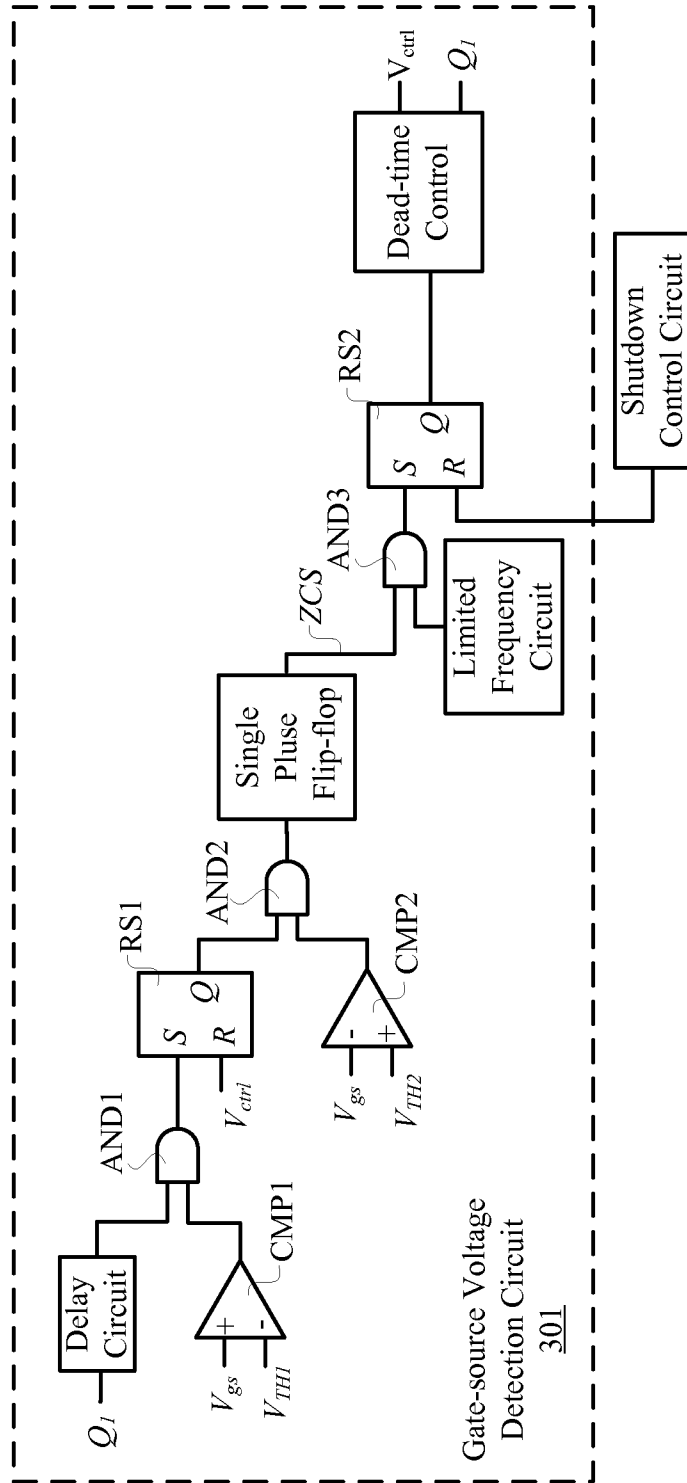 Q1
Delay
Circuit
Vgs
+
VTH1
-
CMP1
AND1
S
R
Q
RS1
Vctrl
Vgs
-
VTH2
+
CMP2
AND2
Single
Pluse
Flip-flop
ZCS
Limited
Frequency
Circuit
AND3
S
R
Q
RS2
Dead-time
Control
Vctrl
Q1
Gate-source Voltage
Detection Circuit
301
Shutdown
Control Circuit